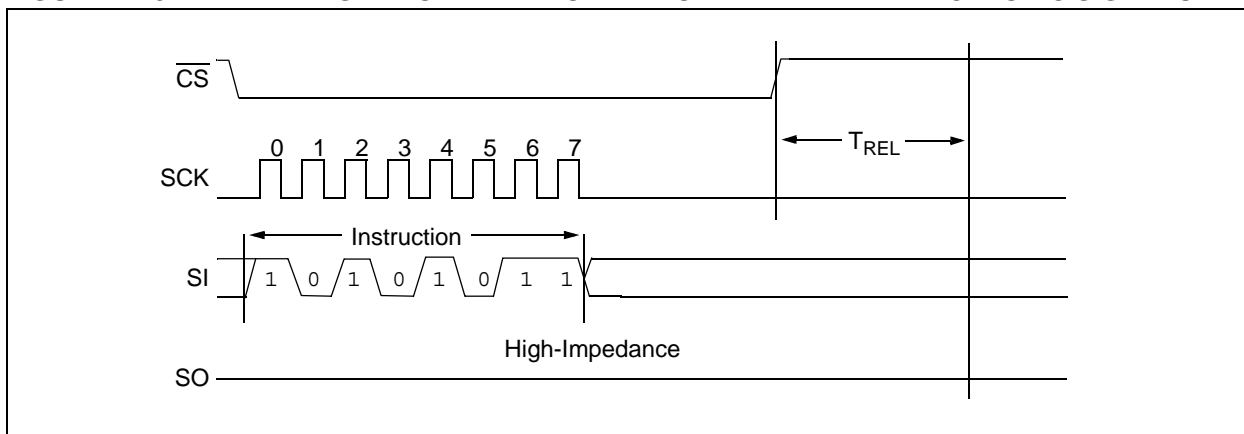 CS
0 1 2 3 4 5 6 7
TREL
SCK
Instruction
SI 1 0 1 0 1 0 1 1
High-Impedance
SO